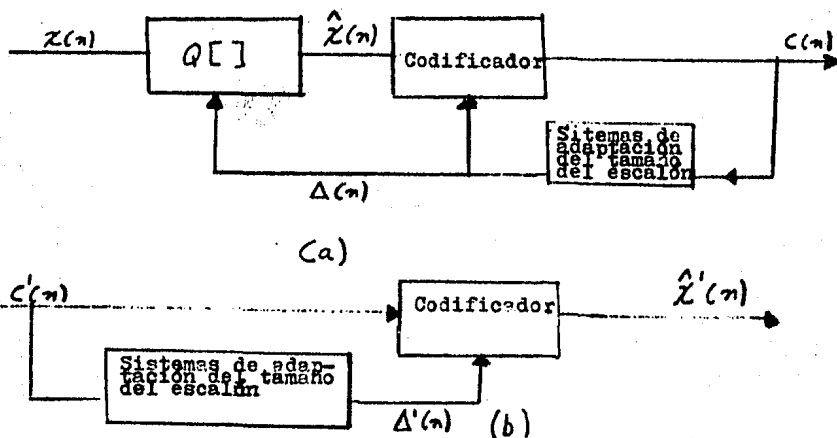 x(n)
Q[ ]
x̂(n)
Codificador
C(n)
Sitemas de
adaptación
del tamaño
del escalón
Δ(n)
(a)
C'(n)
Codificador
x̂'(n)
Sistemas de adap-
tación del tamaño
del escalón
Δ'(n)
(b)